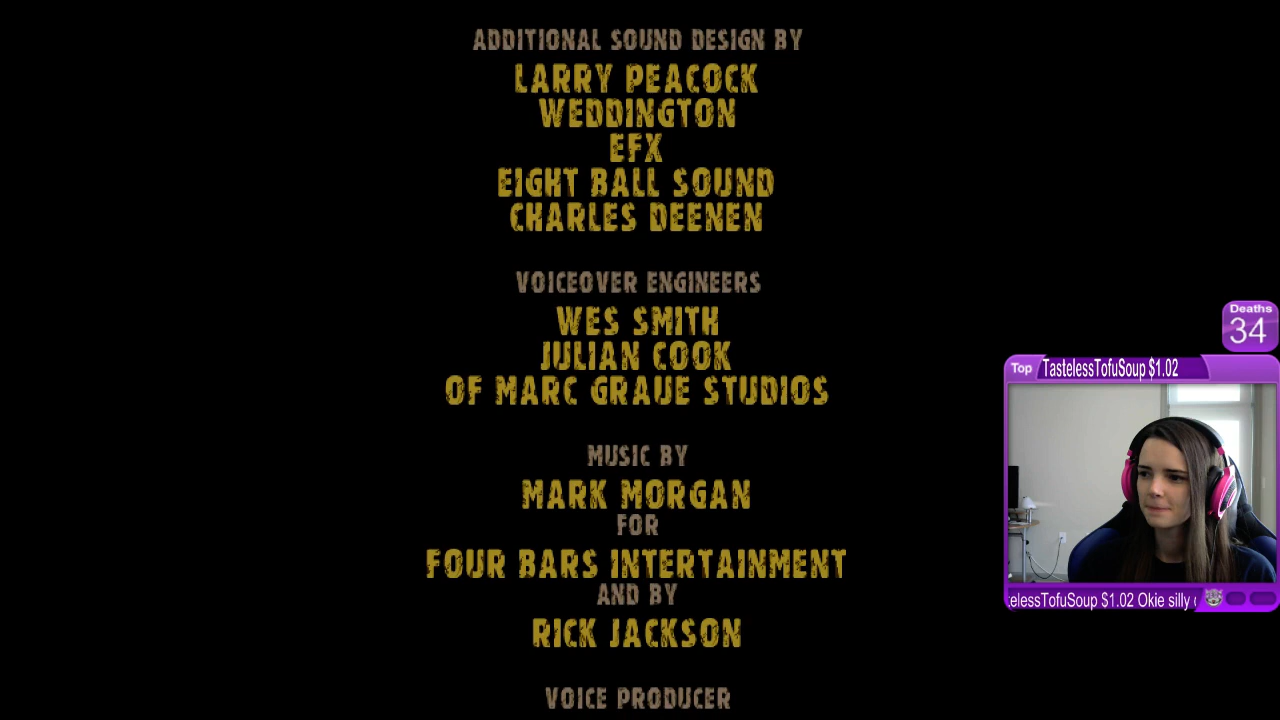 ADDITIONAL SOUND DESIGN BY
LARRY PEACOCK
WEDDINGTON
EFX
EIGHT BALL SOUND
CHARLES DEENEN
VOICEOVER ENGINEERS
WES SMITH
JULIAN COOK
OF MARC GRAUE STUDIOS
MUSIC BY
MARK MORGAN
FOR
FOUR BARS INTERTAINMENT
AND BY
RICK JACKSON
VOICE PRODUCER
Deaths
34
Top TastelessTofuSoup $1.02
elessTofuSoup $1.02 Okie silly